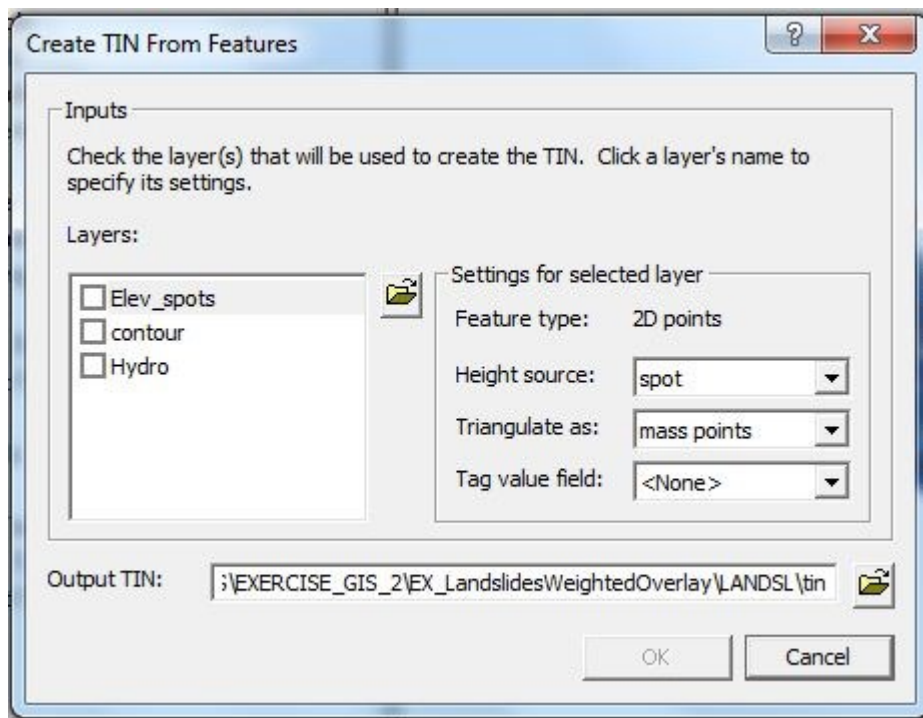 Create TIN From Features
Inputs
Check the layer(s) that will be used to create the TIN. Click a layer's name to
specify its settings.
Layers:
Elev_spots
contour
Hydro
Settings for selected layer
Feature type: 2D points
Height source: spot
Triangulate as: mass points
Tag value field: <None>
Output TIN: ;\EXERCISE_GIS_2\EX_LandslidesWeightedOverlay\LANDSL\tin
OK Cancel